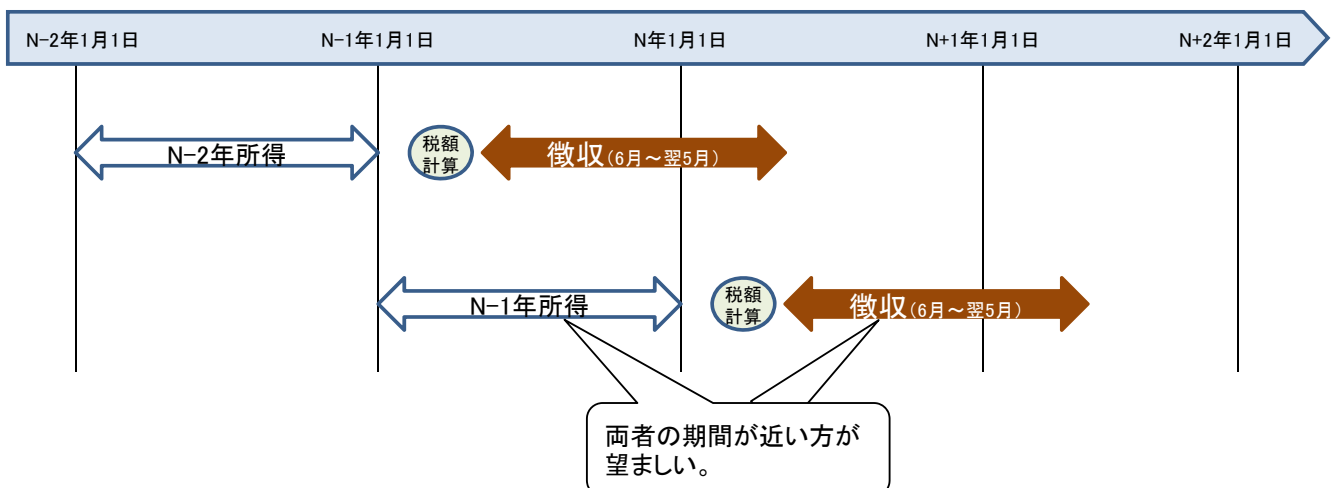 N-2年1月1日 N-1年1月1日 N年1月1日 N+1年1月1日 N+2年1月1日
N-2年所得
税額
計算
徴収(6月～翌5月)
N-1年所得
税額
計算
徴収(6月～翌5月)
両者の期間が近い方が
望ましい。